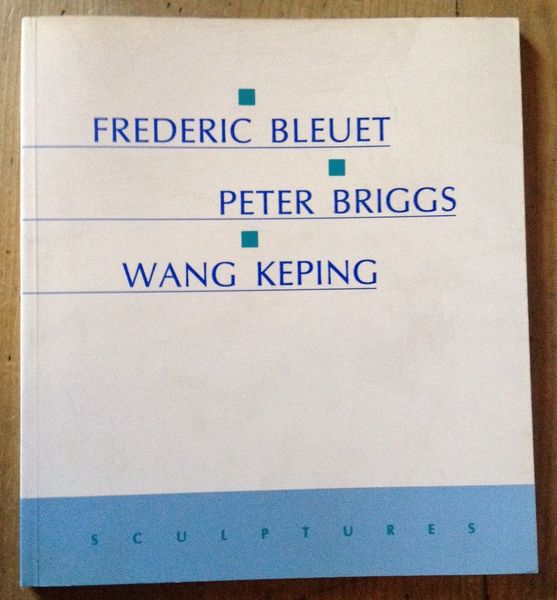 FREDERIC BLEUET
PETER BRIGGS
WANG KEPING
SCULPTURES